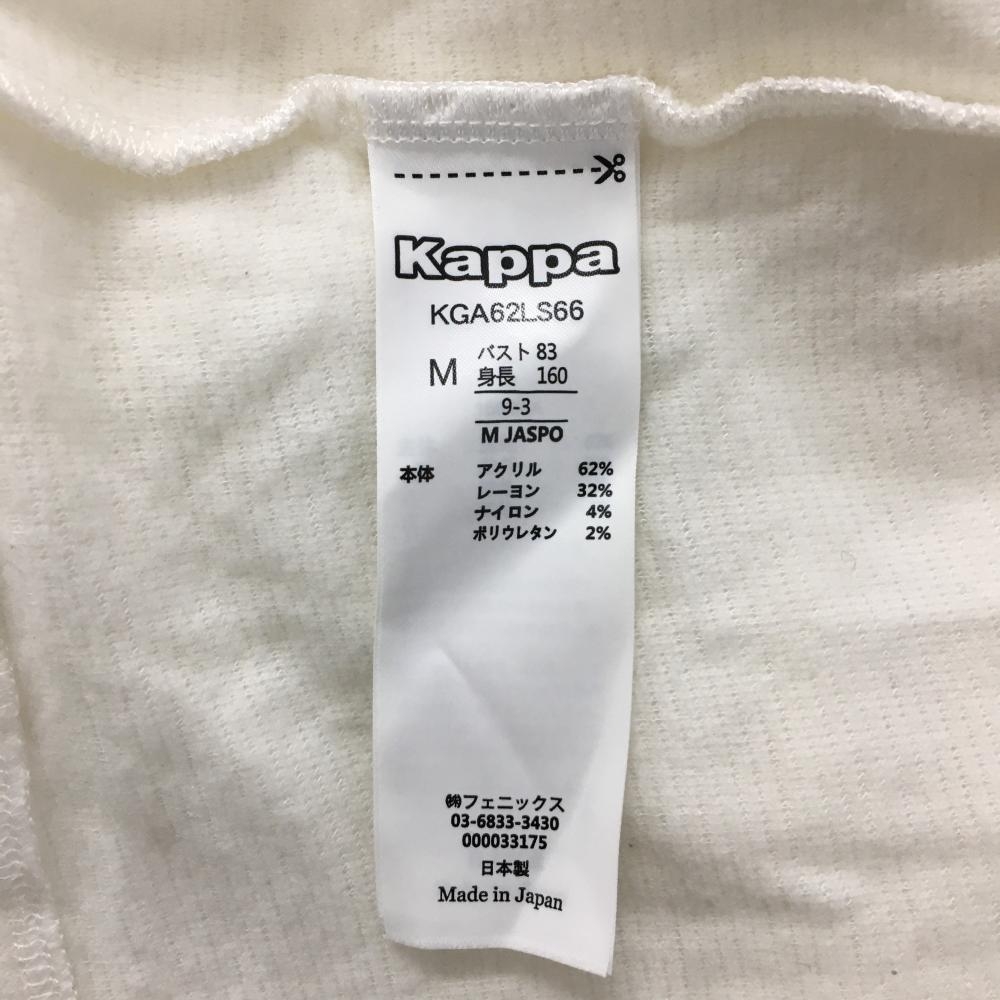 Kappa
KGA62LS66
M バスト 83
身長 160
9-3
M JASPO
本体 アクリル 62%
レーヨン 32%
ナイロン 4%
ポリウレタン 2%
㈱フェニックス
03-6833-3430
000033175
日本製
Made in Japan